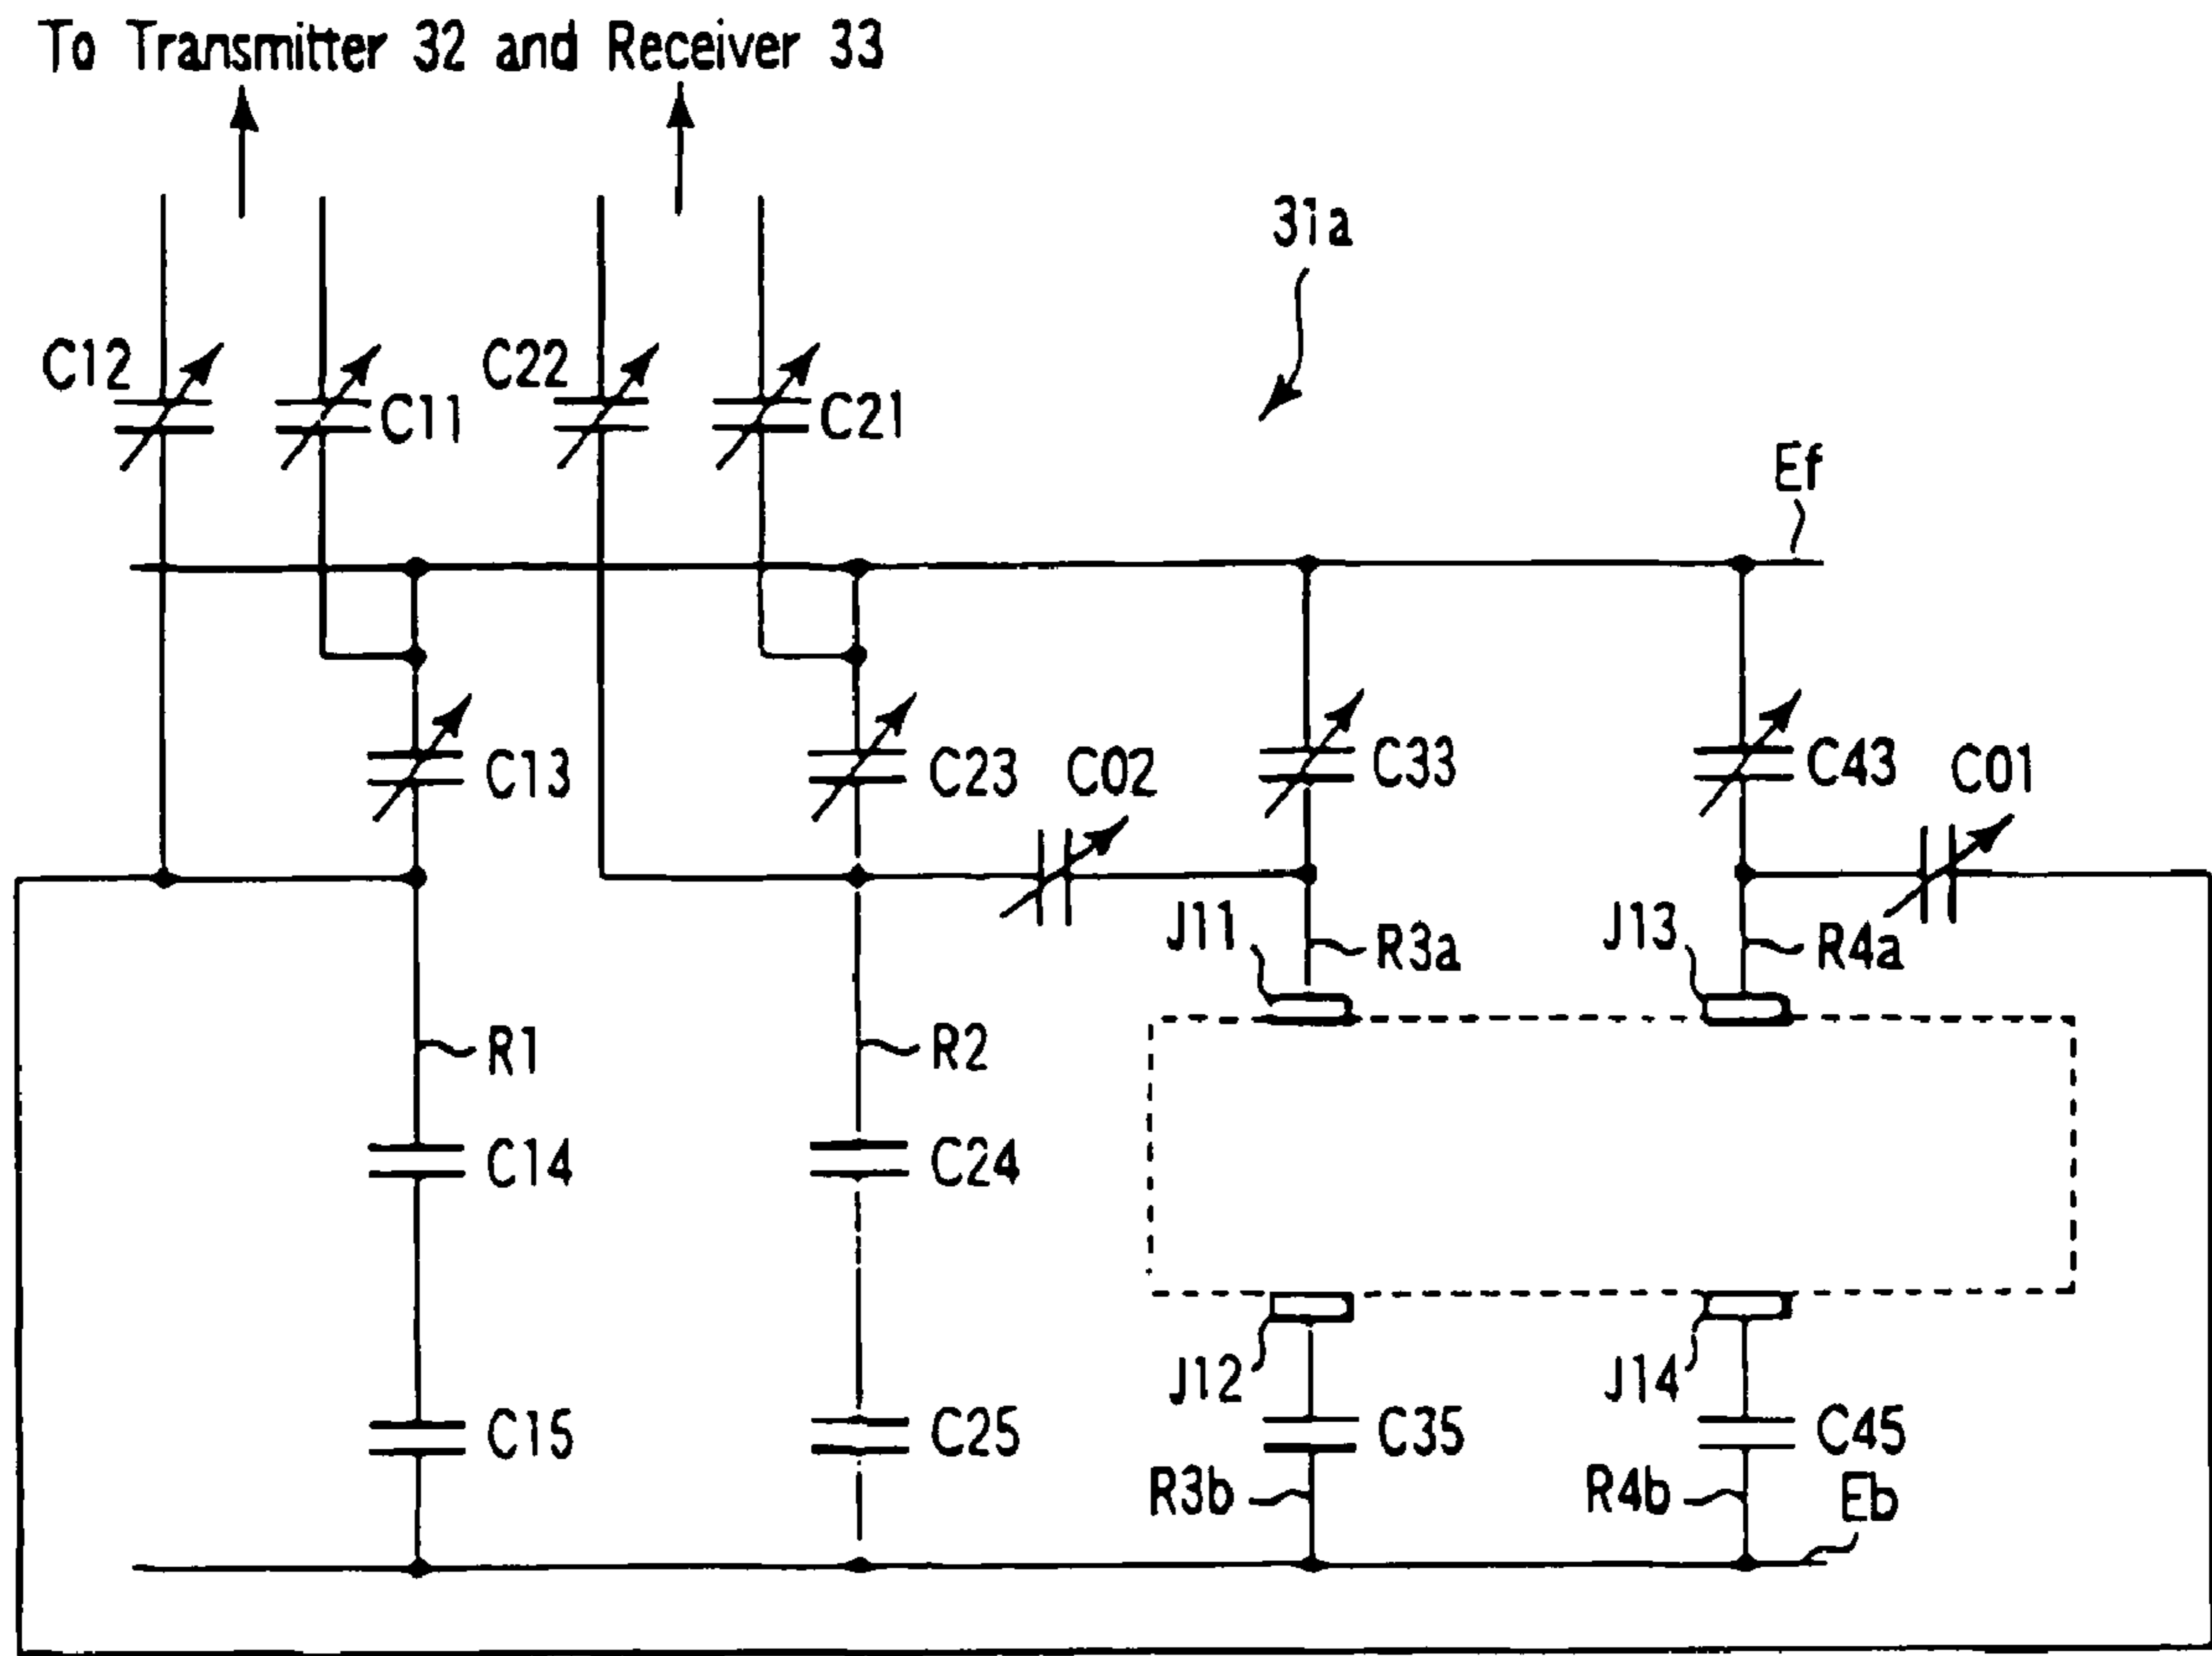 To Transmitter 32 and Receiver 33
31a
C12
C11
C22
C21
Ef
C13
C23
C02
C33
C43
C01
J11
R3a
J13
R4a
R1
R2
C14
C24
J12
J14
C15
C25
C35
C45
R3b
R4b
Eb